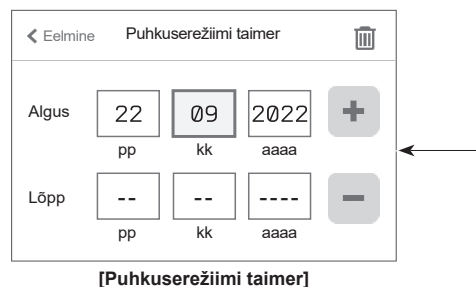 Eelmine Puhkuserežiimi taimer
Algus 22 09 2022
pp kk aaaa
Lõpp -- -- ----
pp kk aaaa
[Puhkuserežiimi taimer]